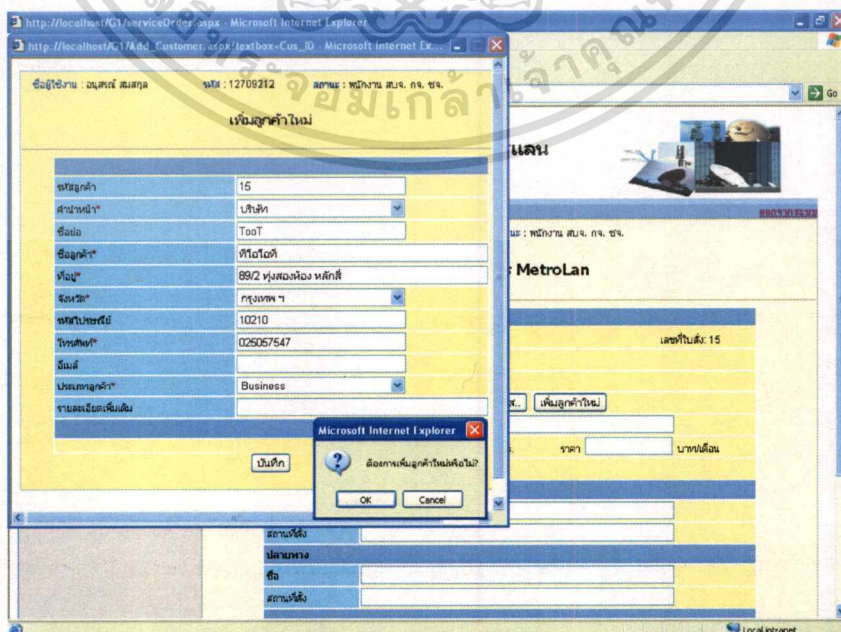 http://localhost/G1/serviceOrder.aspx - Microsoft Internet Explorer
http://localhost/G1/Add_Customer.aspx?textbox=Cus_ID - Microsoft Internet Ex...
Go
ชื่อผู้ใช้งาน : อนุสรณ์ สมสกุล รหัส : 12709212 สถานะ : พนักงาน สบจ. กจ. ชจ.
เพิ่มลูกค้าใหม่
รหัสลูกค้า 15
คำนำหน้า* บริษัท
ชื่อย่อ TooT
ชื่อลูกค้า* ทีโอโอที
ที่อยู่* 89/2 ทุ่งสองห้อง หลักสี่
จังหวัด* กรุงเทพ ฯ
รหัสไปรษณีย์ 10210
โทรศัพท์* 025057547
อีเมล์
ประเภทลูกค้า* Business
รายละเอียดเพิ่มเติม
บันทึก
Microsoft Internet Explorer
ต้องการเพิ่มลูกค้าใหม่หรือไม่?
OK Cancel
ออกจากระบบ
นะ : พนักงาน สบจ. กจ. ชจ.
MetroLan
เลขที่ใบสั่ง: 15
เพิ่มลูกค้าใหม่
ราคา บาท/เดือน
สถานที่ตั้ง
ปลายทาง
ชื่อ
สถานที่ตั้ง
Local intranet